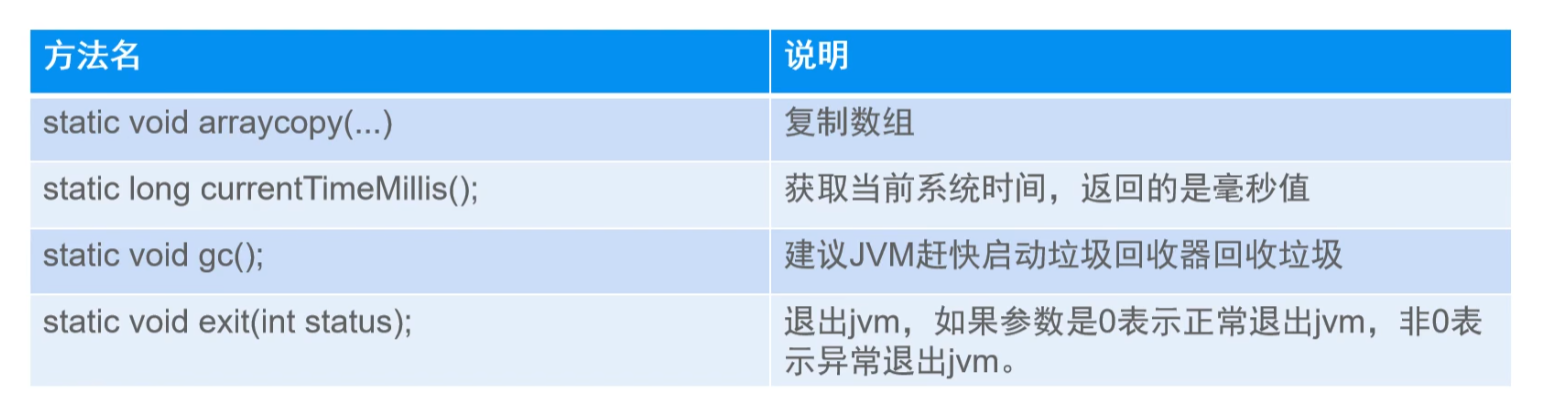 方法名
说明
static void arraycopy(...)
复制数组
static long currentTimeMillis();
获取当前系统时间，返回的是毫秒值
static void gc();
建议JVM赶快启动垃圾回收器回收垃圾
static void exit(int status);
退出jvm，如果参数是0表示正常退出jvm，非0表
示异常退出jvm。